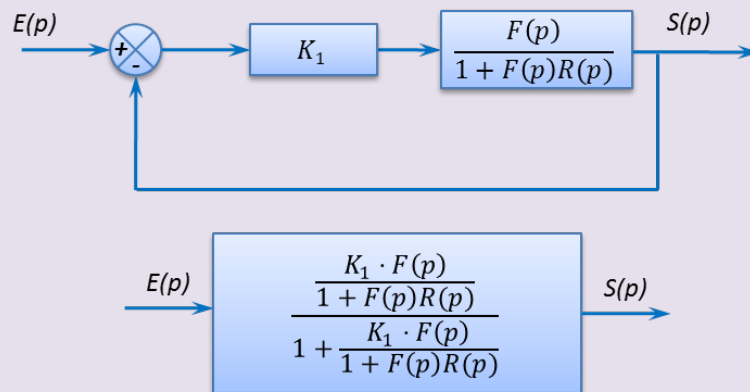 E(p)
+
-
K₁
F(p)
1 + F(p)R(p)
S(p)
E(p)
K₁ · F(p)
1 + F(p)R(p)
1 + K₁ · F(p)
1 + F(p)R(p)
S(p)